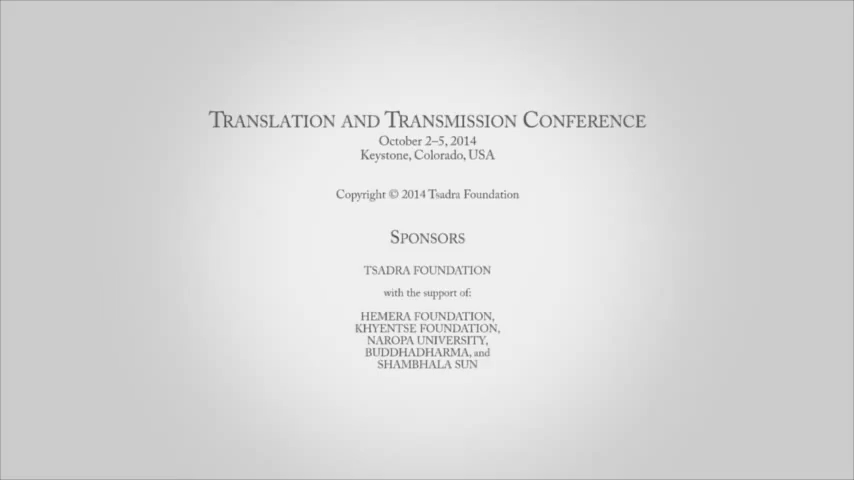 TRANSLATION AND TRANSMISSION CONFERENCE
October 2–5, 2014
Keystone, Colorado, USA
Copyright © 2014 Tsadra Foundation
SPONSORS
TSADRA FOUNDATION
with the support of:
HEMERA FOUNDATION,
KHYENTSE FOUNDATION,
NAROPA UNIVERSITY,
BUDDHADHARMA, and
SHAMBHALA SUN